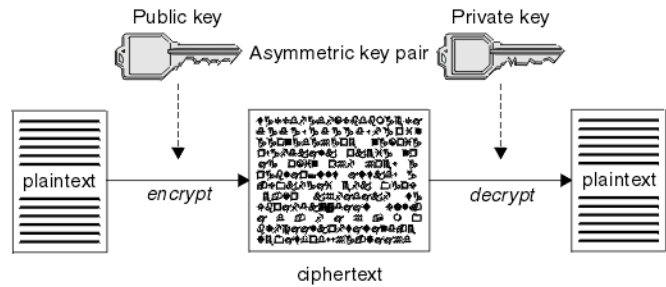 Public key
Private key
Asymmetric key pair
plaintext
encrypt
decrypt
plaintext
ciphertext